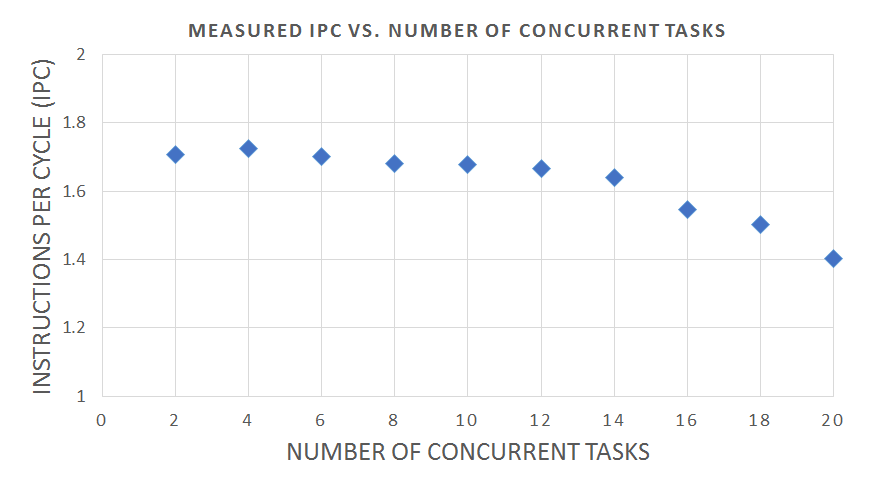 MEASURED IPC VS. NUMBER OF CONCURRENT TASKS
INSTRUCTIONS PER CYCLE (IPC)
2
1.8
1.6
1.4
1.2
1
0 2 4 6 8 10 12 14 16 18 20
NUMBER OF CONCURRENT TASKS